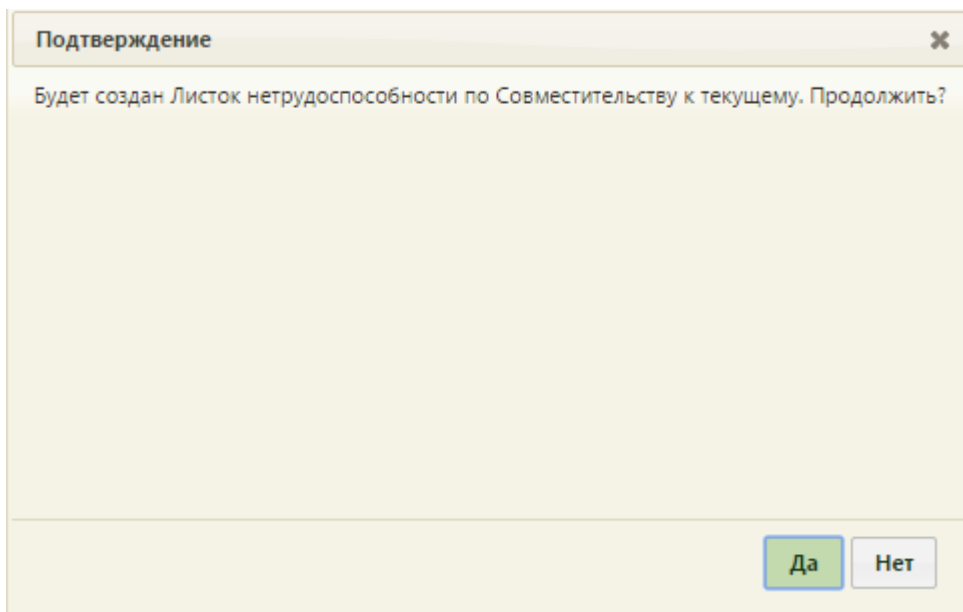 Подтверждение
Будет создан Листок нетрудоспособности по Совместительству к текущему. Продолжить?
Да
Нет